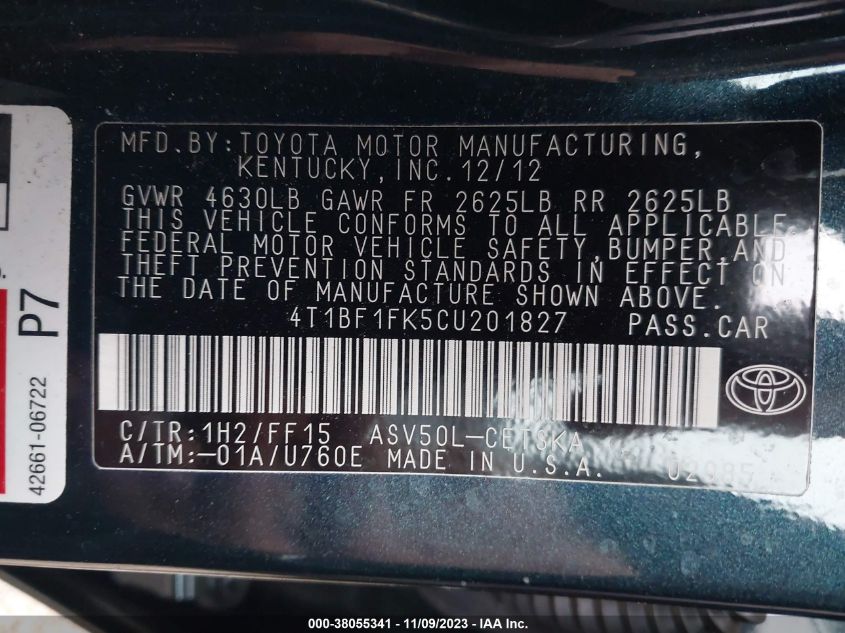 MFD.BY:TOYOTA MOTOR MANUFACTURING,
KENTUCKY,INC.12/12
GVWR 4630LB GAWR FR 2625LB RR 2625LB
THIS VEHICLE CONFORMS TO ALL APPLICABLE
FEDERAL MOTOR VEHICLE SAFETY,BUMPER,AND
THEFT PREVENTION STANDARDS IN EFFECT ON
THE DATE OF MANUFACTURE SHOWN ABOVE.
4T1BF1FK5CU201827 PASS.CAR
C/TR:1H2/FF15 ASV50L-CETSKA
A/TM:-01A/U760E MADE IN U.S.A. 02985
P7
42661-06722
000-38055341 - 11/09/2023 - IAA Inc.